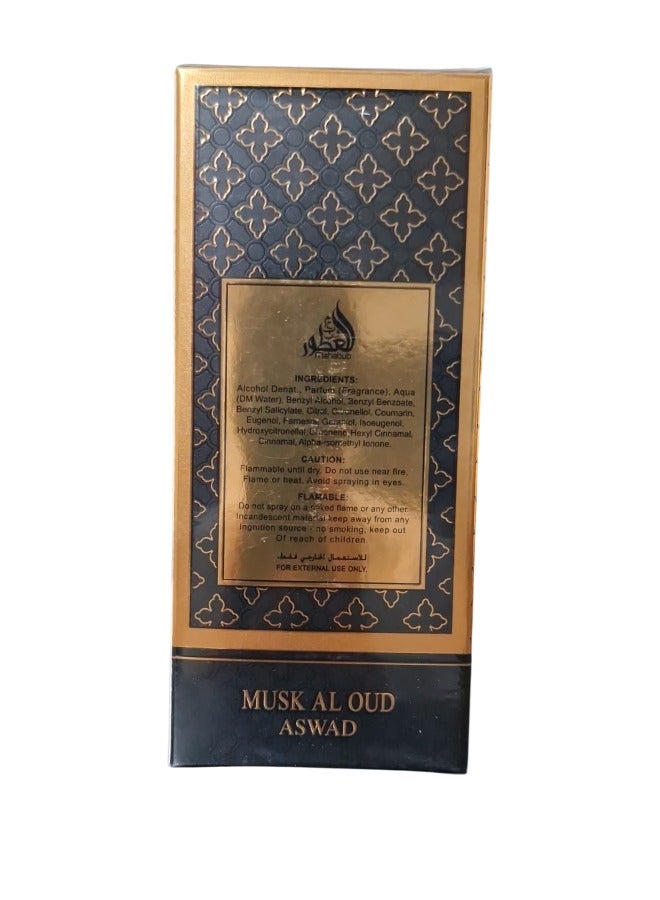 العطور
mahabub
INGREDIENTS:
Alcohol Denat., Parfum (Fragrance), Aqua
(DM Water), Benzyl Alcohol, Benzyl Benzoate,
Benzyl Salicylate, Citral, Citronellol, Coumarin,
Eugenol, Farnesol, Geraniol, Isoeugenol,
Hydroxycitronellal, Limonene, Hexyl Cinnamal,
Cinnamal, Alpha-isomethyl Ionone.
CAUTION:
Flammable until dry. Do not use near fire,
Flame or heat. Avoid spraying in eyes.
FLAMABLE:
Do not spray on a naked flame or any other.
Incandescent material keep away from any
Ingnition source - no smoking, keep out
Of reach of children.
للاستعمال الخارجي فقط
FOR EXTERNAL USE ONLY.
MUSK AL OUD
ASWAD